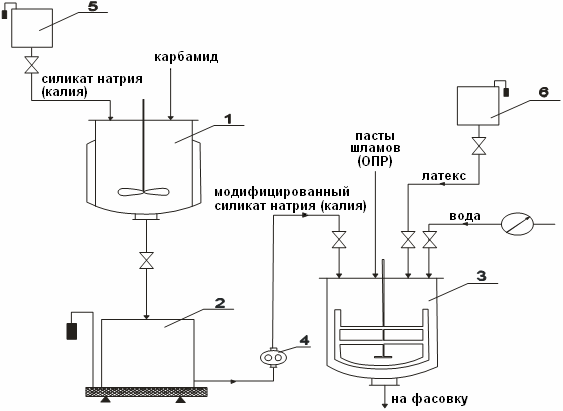 5
силикат натрия
(калия)
карбамид
1
6
пасты
шламов
(ОПР)
латекс
модифицированный
силикат натрия (калия)
вода
3
2
4
на фасовку